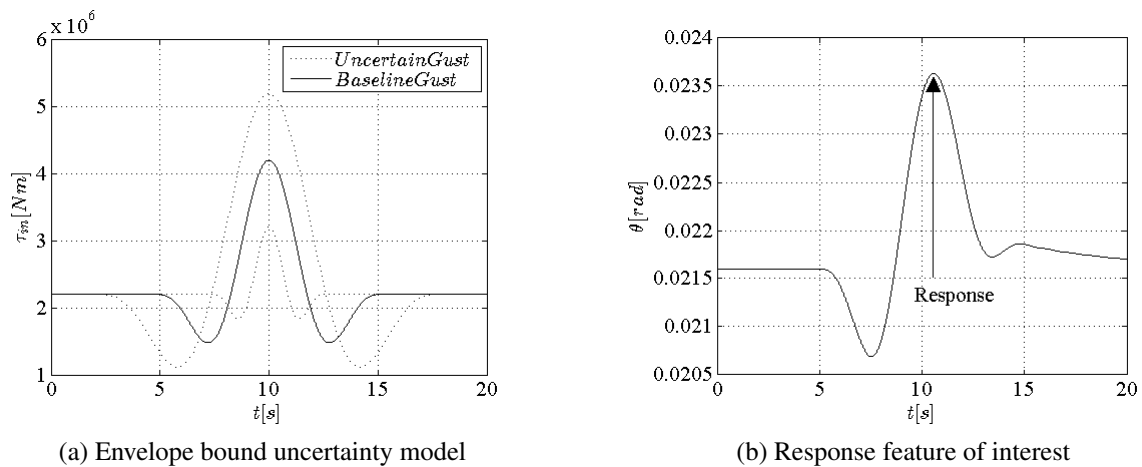 x 10⁶
6
5
4
3
2
1
0
5
10
15
20
τ_in[Nm]
t[s]
UncertainGust
BaselineGust
(a) Envelope bound uncertainty model
0.024
0.0235
0.023
0.0225
0.022
0.0215
0.021
0.0205
0
5
10
15
20
θ[rad]
t[s]
Response
(b) Response feature of interest